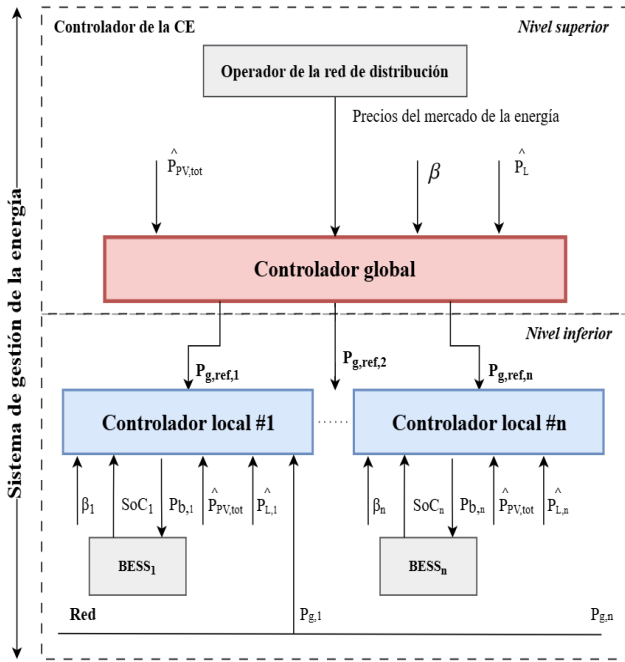 Sistema de gestión de la energía
Controlador de la CE
Nivel superior
Operador de la red de distribución
Precios del mercado de la energía
P̂PV,tot
β
P̂L
Controlador global
Nivel inferior
Pg,ref,1
Pg,ref,2
Pg,ref,n
Controlador local #1
Controlador local #n
β1 SoC1 Pb,1 P̂PV,tot P̂L,1
βn SoCn Pb,n P̂PV,tot P̂L,n
BESS1
BESSn
Red
Pg,1
Pg,n